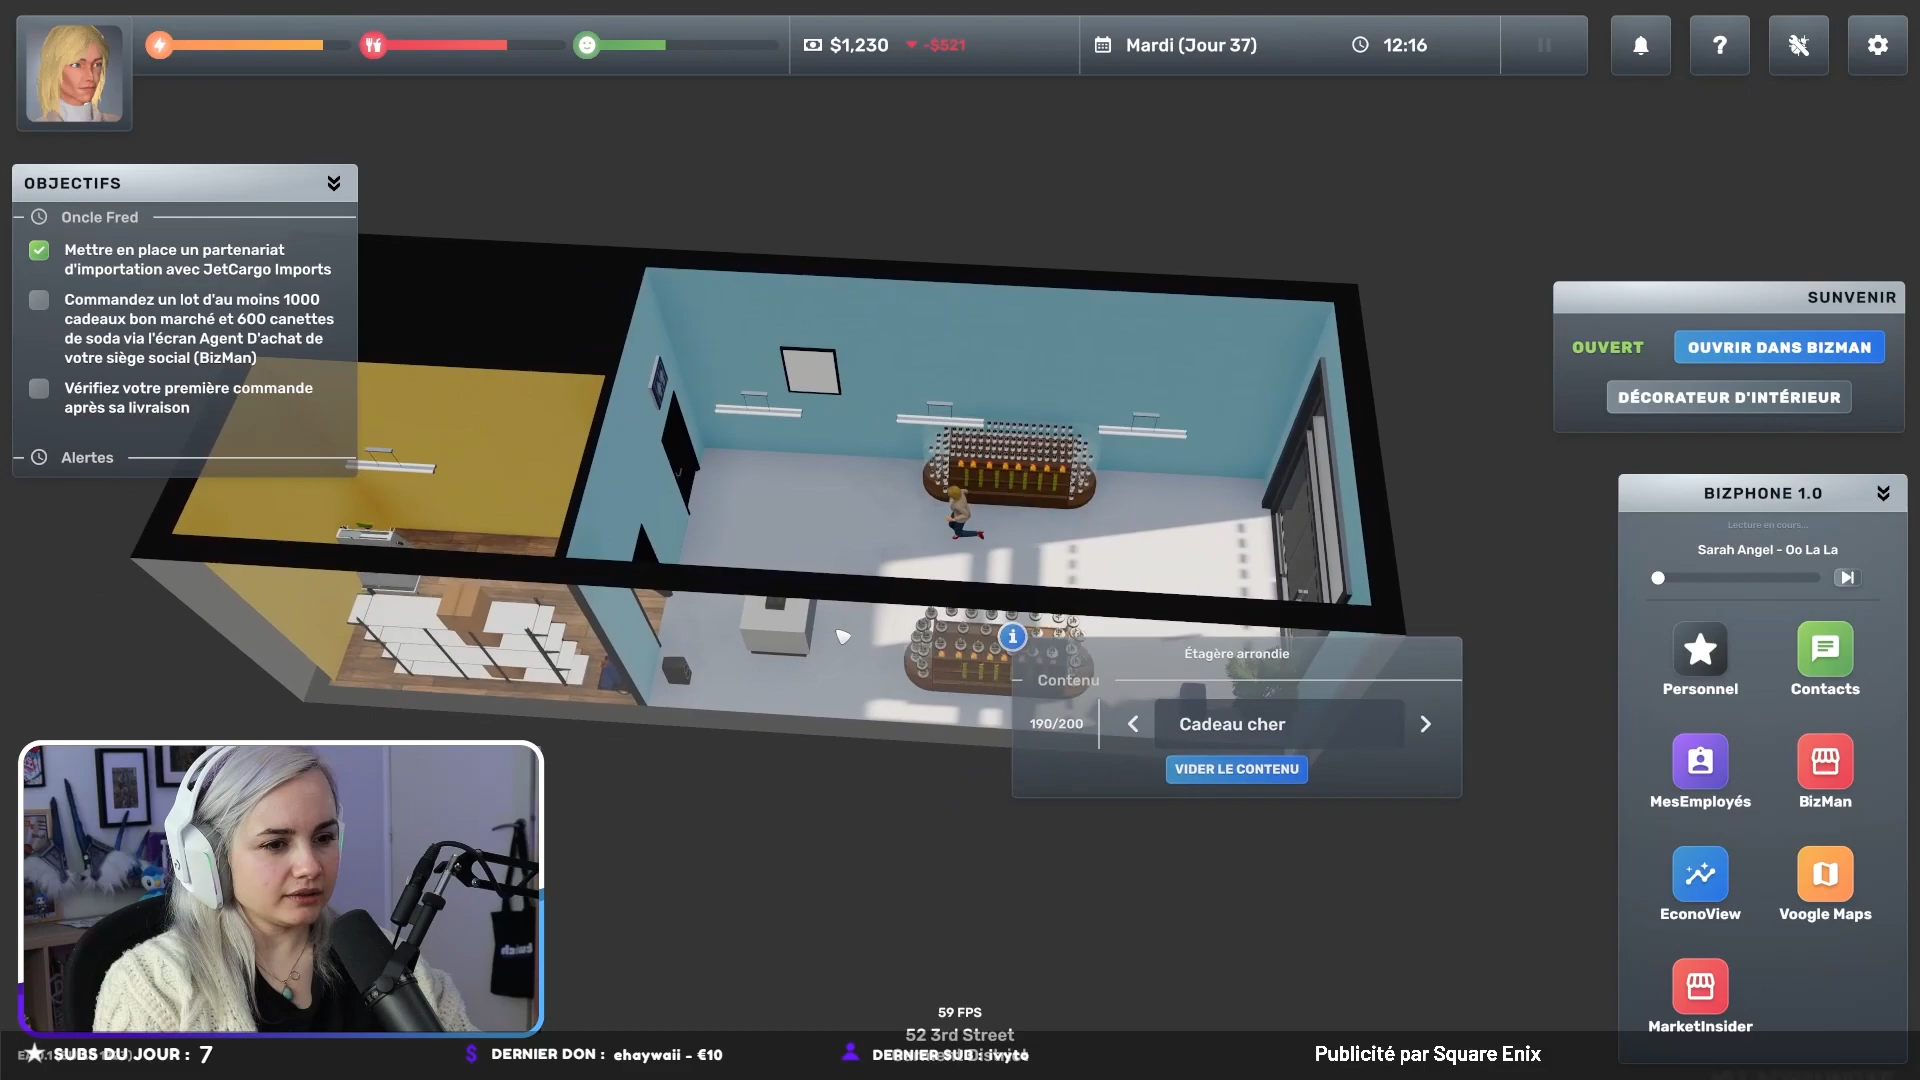 $1,230
-$521
Mardi (Jour 37)
12:16
OBJECTIFS
Oncle Fred
Mettre en place un partenariat
d'importation avec JetCargo Imports
Commandez un lot d'au moins 1000
cadeaux bon marché et 600 canettes
de soda via l'écran Agent D'achat de
votre siège social (BizMan)
Vérifiez votre première commande
après sa livraison
Alertes
SUNVENIR
OUVERT
OUVRIR DANS BIZMAN
DÉCORATEUR D'INTÉRIEUR
BIZPHONE 1.0
Lecture en cours...
Sarah Angel - Oo La La
Personnel
Contacts
MesEmployés
BizMan
EconoView
Voogle Maps
MarketInsider
Étagère arrondie
Contenu
190/200
Cadeau cher
VIDER LE CONTENU
59 FPS
52 3rd Street
SUBS DU JOUR : 7
DERNIER DON : ehaywaii - €10
DERNIER SUB : ivyto
Publicité par Square Enix